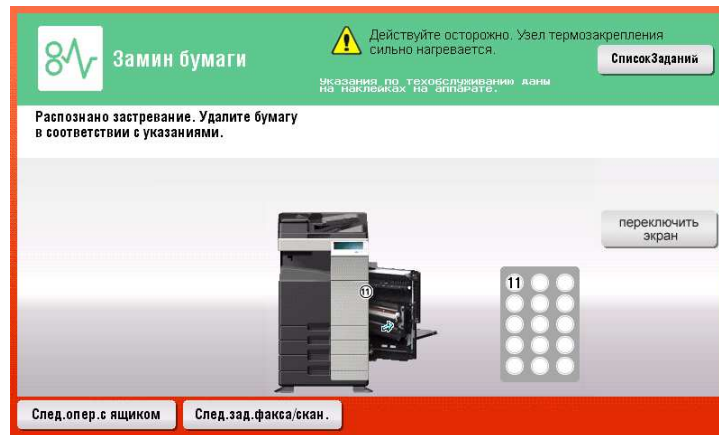 Замин бумаги
Действуйте осторожно. Узел термозакрепления
сильно нагревается.
СписокЗаданий
Указания по техобслуживанию даны
на наклейках на аппарате.
Распознано застревание. Удалите бумагу
в соответствии с указаниями.
переключить
экран
11
11
След.опер.с ящиком
След.зад.факса/скан.